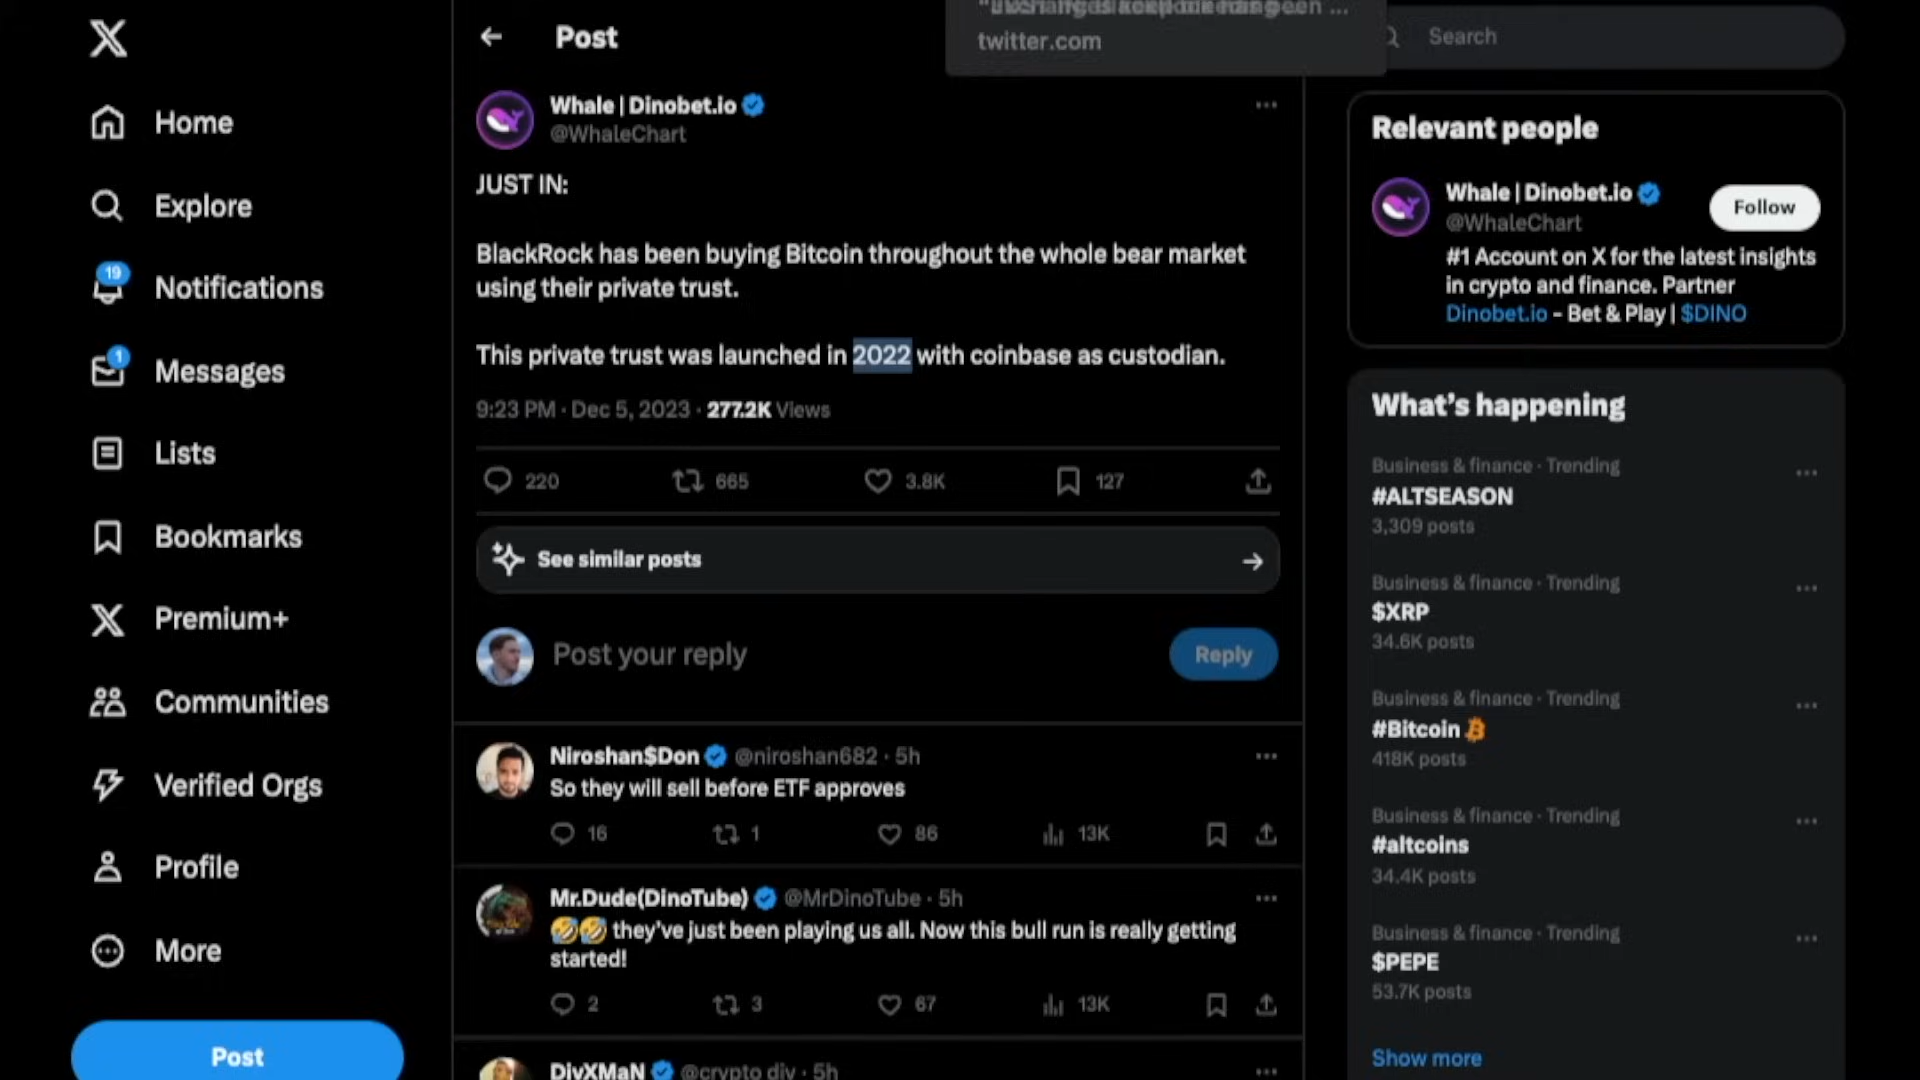 twitter.com
Post
Search
Home
Explore
19
Notifications
1
Messages
Lists
Bookmarks
Premium+
Communities
Verified Orgs
Profile
More
Post
Whale | Dinobet.io
@WhaleChart
JUST IN:
BlackRock has been buying Bitcoin throughout the whole bear market
using their private trust.
This private trust was launched in 2022 with coinbase as custodian.
9:23 PM · Dec 5, 2023 · 277.2K Views
220 665 3.8K 127
See similar posts
Post your reply
Reply
Niroshan$Don @niroshan682 · 5h
So they will sell before ETF approves
16 1 86 13K
Mr.Dude(DinoTube) @MrDinoTube · 5h
🤣🤣 they've just been playing us all. Now this bull run is really getting
started!
2 3 67 13K
DivXMaN @crypto_div · 5h
Relevant people
Whale | Dinobet.io
@WhaleChart
Follow
#1 Account on X for the latest insights
in crypto and finance. Partner
Dinobet.io - Bet & Play | $DINO
What's happening
Business & finance · Trending
#ALTSEASON
3,309 posts
Business & finance · Trending
$XRP
34.6K posts
Business & finance · Trending
#Bitcoin
418K posts
Business & finance · Trending
#altcoins
34.4K posts
Business & finance · Trending
$PEPE
53.7K posts
Show more